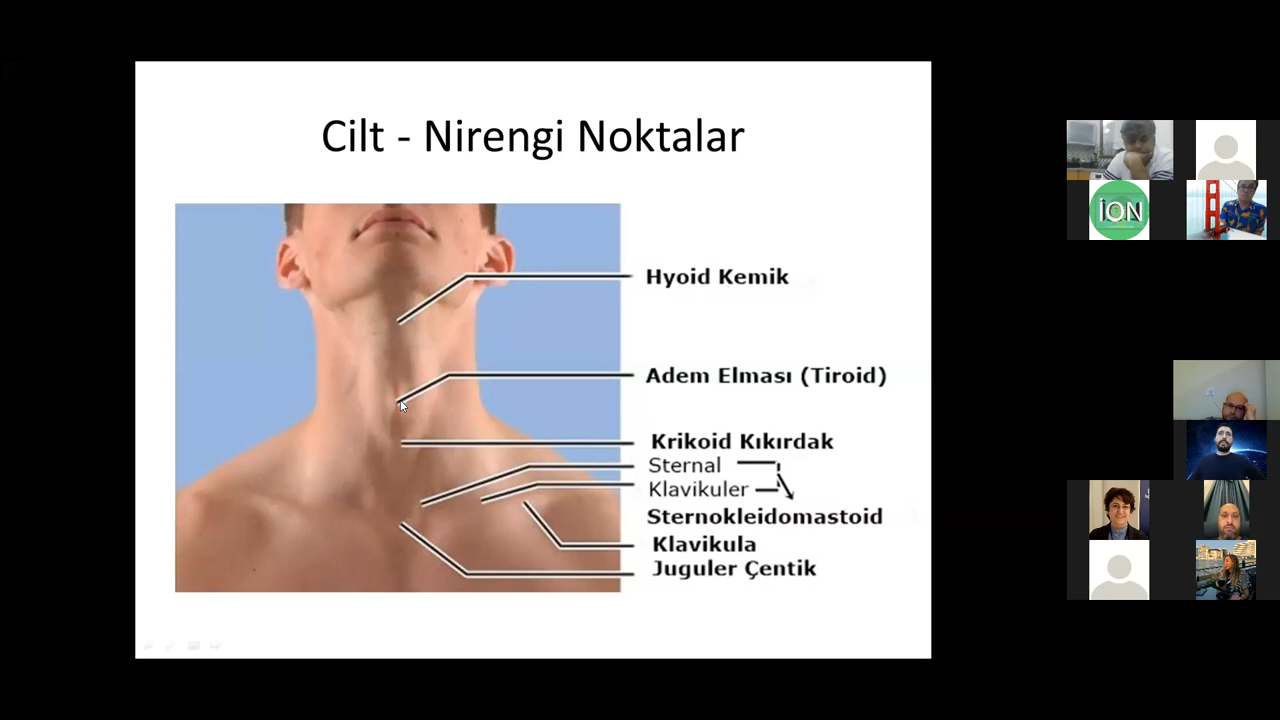 Cilt - Nirengi Noktalar
Hyoid Kemik
Adem Elması (Tiroid)
Krikoid Kıkırdak
Sternal
Klavikuler
Sternokleidomastoid
Klavikula
Juguler Çentik
İON